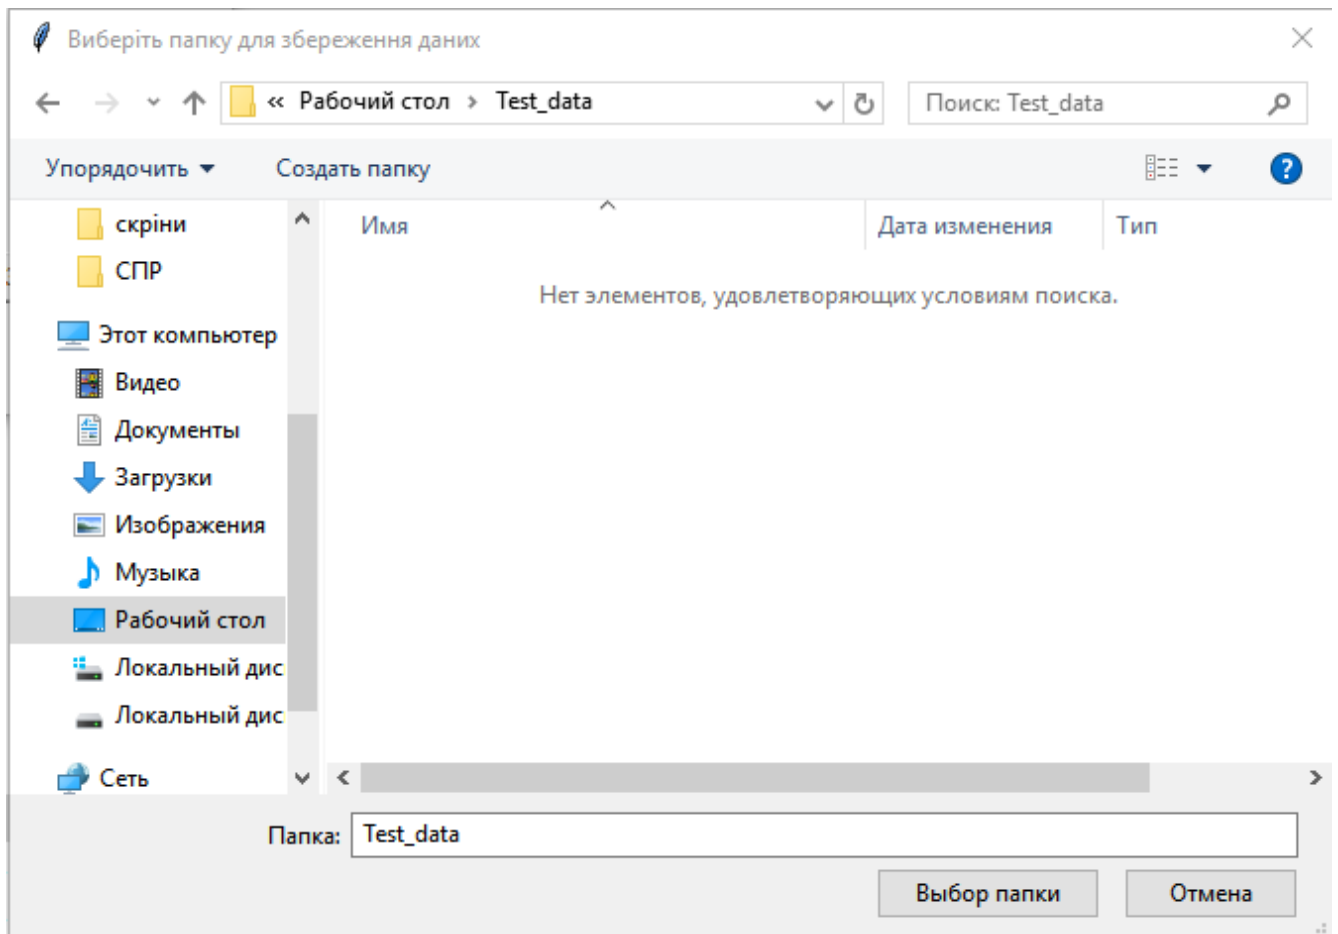 Виберіть папку для збереження даних
« Рабочий стол > Test_data
Поиск: Test_data
Упорядочить
Создать папку
скріни
СПР
Этот компьютер
Видео
Документы
Загрузки
Изображения
Музыка
Рабочий стол
Локальный дис
Локальный дис
Сеть
Имя
Дата изменения
Тип
Нет элементов, удовлетворяющих условиям поиска.
Папка: Test_data
Выбор папки
Отмена